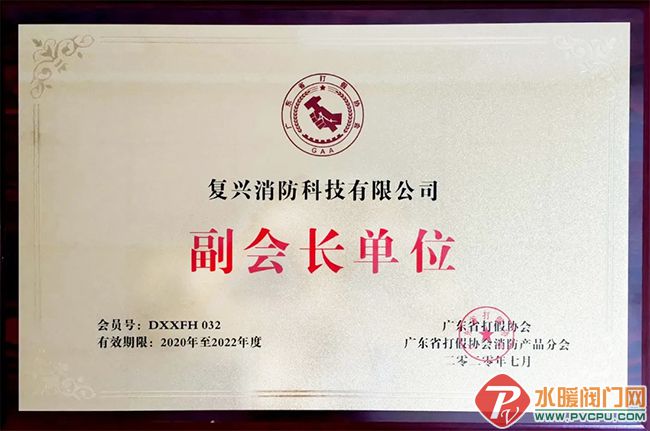 广东省打假协会
GAA
复兴消防科技有限公司
副会长单位
会员号：DXXFH 032
有效期限：2020年至2022年度
广东省打假协会
广东省打假协会消防产品分会
二零二零年七月
水暖阀门网
WWW.PVCPU.COM